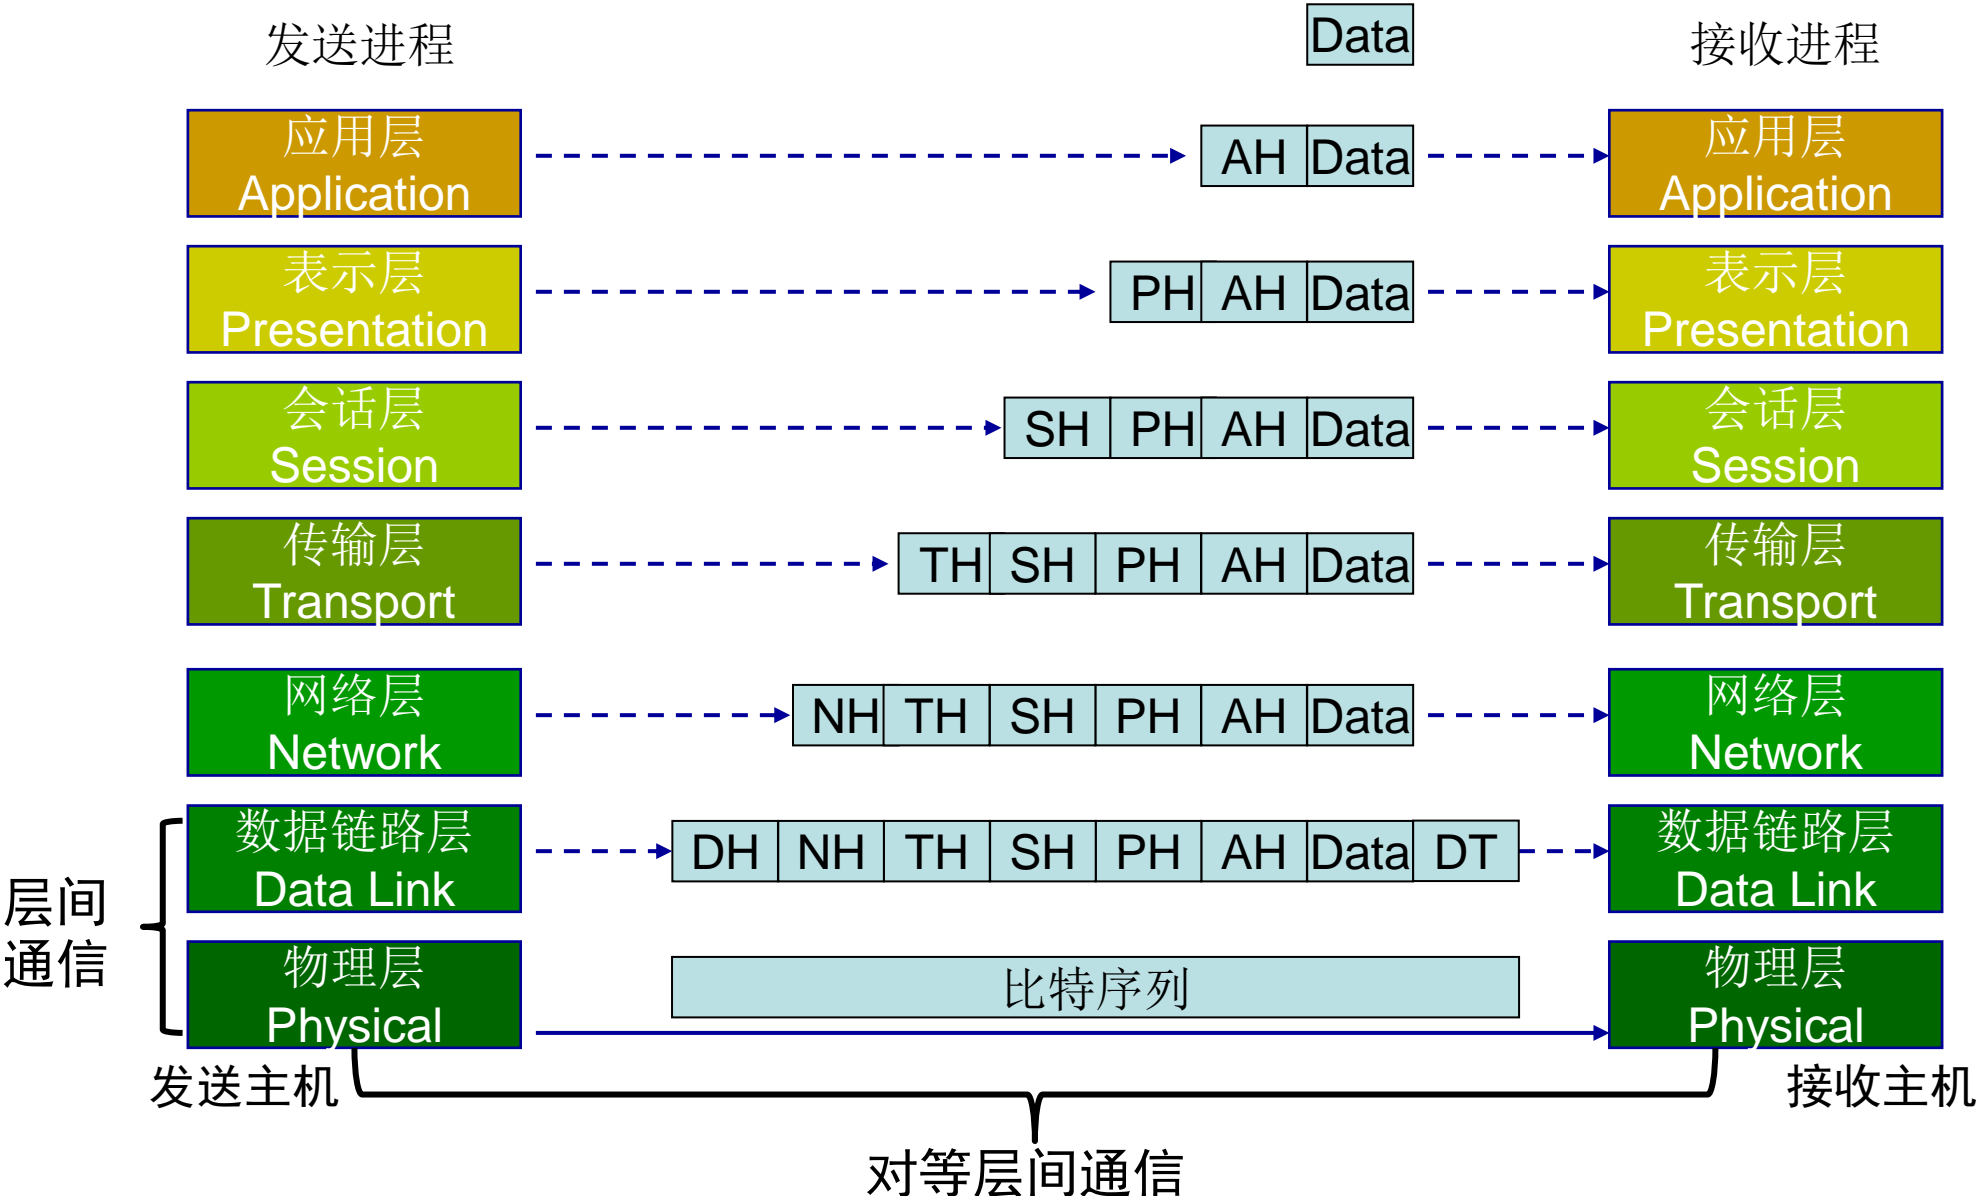 发送进程
Data
接收进程
应用层
Application
AH Data
应用层
Application
表示层
Presentation
PH AH Data
表示层
Presentation
会话层
Session
SH PH AH Data
会话层
Session
传输层
Transport
TH SH PH AH Data
传输层
Transport
网络层
Network
NH TH SH PH AH Data
网络层
Network
数据链路层
Data Link
DH NH TH SH PH AH Data DT
数据链路层
Data Link
层间
通信
物理层
Physical
比特序列
物理层
Physical
发送主机
接收主机
对等层间通信